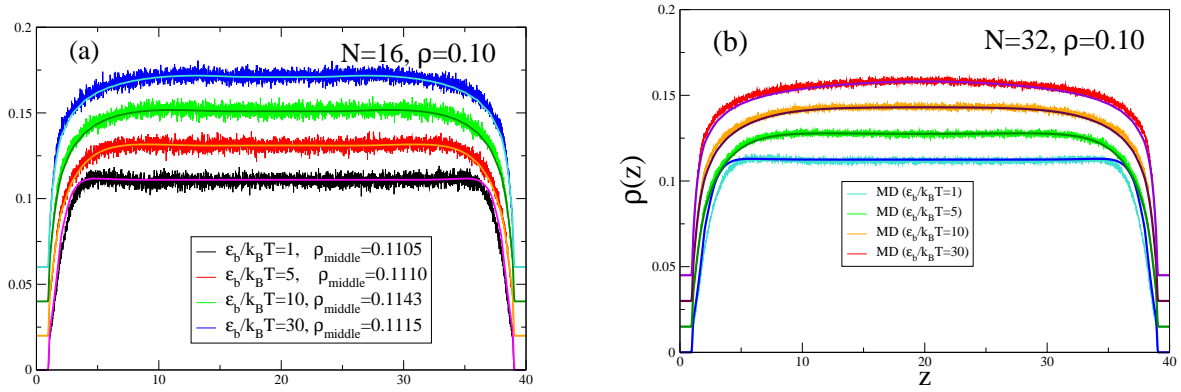 (a)
N=16, ρ=0.10
0.2
0.15
0.1
0.05
0
ε_b/k_BT=1, ρ_middle=0.1105
ε_b/k_BT=5, ρ_middle=0.1110
ε_b/k_BT=10, ρ_middle=0.1143
ε_b/k_BT=30, ρ_middle=0.1115
0 10 20 30 40
(b)
N=32, ρ=0.10
ρ(z)
0.2
0.15
0.1
0.05
0
MD (ε_b/k_BT=1)
MD (ε_b/k_BT=5)
MD (ε_b/k_BT=10)
MD (ε_b/k_BT=30)
0 10 20 30 40
z